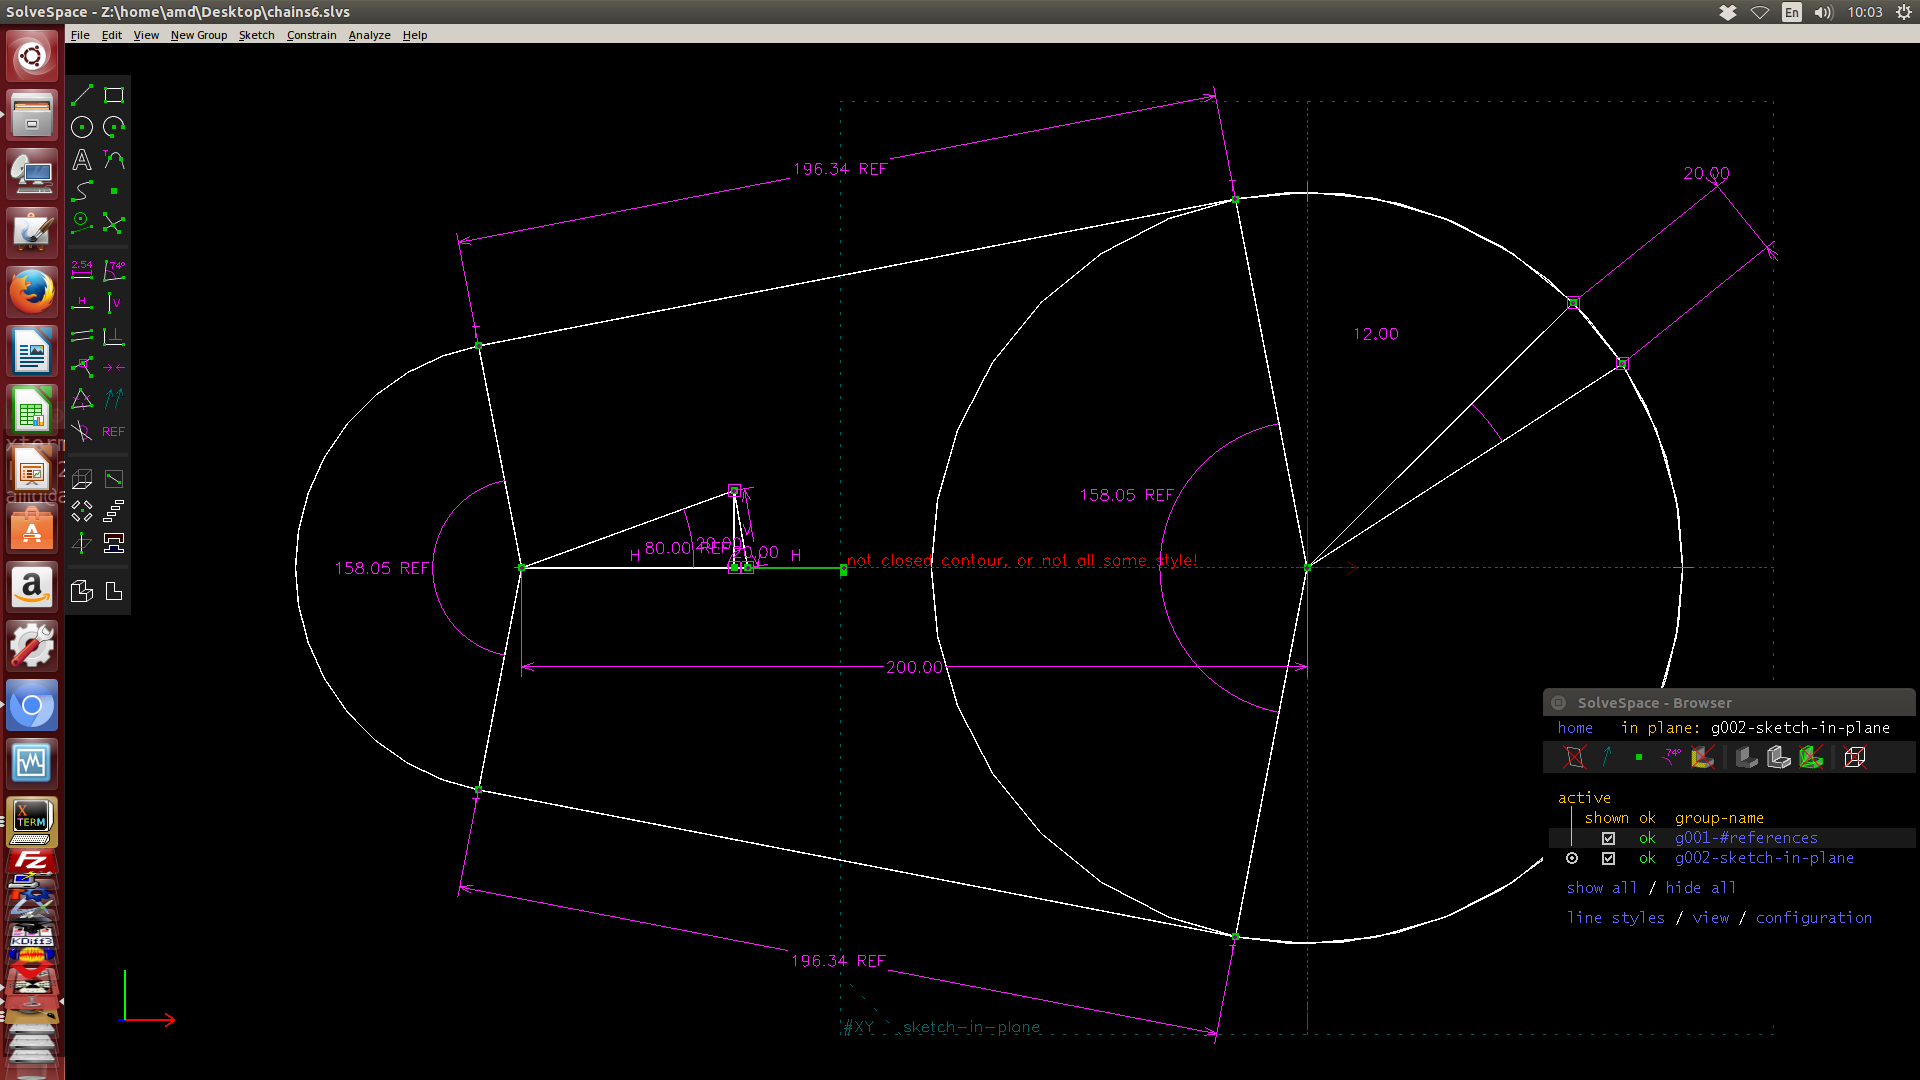 SolveSpace - Z:\home\amd\Desktop\chains6.slvs
En
10:03
File Edit View New Group Sketch Constrain Analyze Help
196.34 REF
20.00
12.00
158.05 REF
80.00 REF
20.00
20.00
H
H
not closed contour, or not all same style!
158.05 REF
200.00
196.34 REF
#XY
sketch-in-plane
2.54
74°
H
V
REF
XTERM
FZ
KDiff3
SolveSpace - Browser
home in plane: g002-sketch-in-plane
74°
active
shown ok group-name
ok g001-#references
ok g002-sketch-in-plane
show all / hide all
line styles / view / configuration